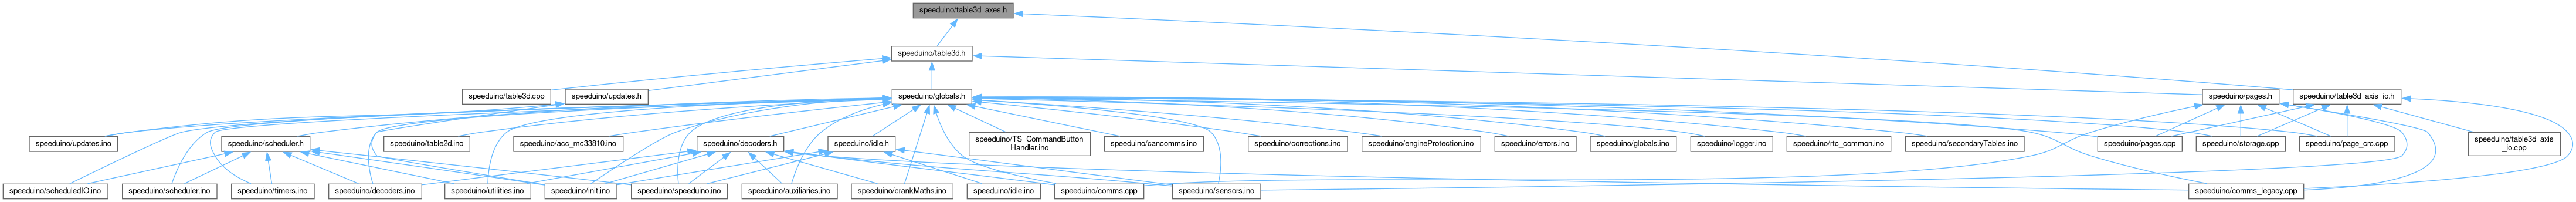 speeduino/table3d_axes.h
speeduino/table3d.h
speeduino/table3d.cpp
speeduino/updates.h
speeduino/globals.h
speeduino/pages.h
speeduino/table3d_axis_io.h
speeduino/updates.ino
speeduino/scheduler.h
speeduino/table2d.ino
speeduino/acc_mc33810.ino
speeduino/decoders.h
speeduino/idle.h
speeduino/TS_CommandButton
Handler.ino
speeduino/cancomms.ino
speeduino/corrections.ino
speeduino/engineProtection.ino
speeduino/errors.ino
speeduino/globals.ino
speeduino/logger.ino
speeduino/rtc_common.ino
speeduino/secondaryTables.ino
speeduino/pages.cpp
speeduino/storage.cpp
speeduino/page_crc.cpp
speeduino/table3d_axis
_io.cpp
speeduino/scheduledIO.ino
speeduino/scheduler.ino
speeduino/timers.ino
speeduino/decoders.ino
speeduino/utilities.ino
speeduino/init.ino
speeduino/speeduino.ino
speeduino/auxiliaries.ino
speeduino/crankMaths.ino
speeduino/idle.ino
speeduino/comms.cpp
speeduino/sensors.ino
speeduino/comms_legacy.cpp